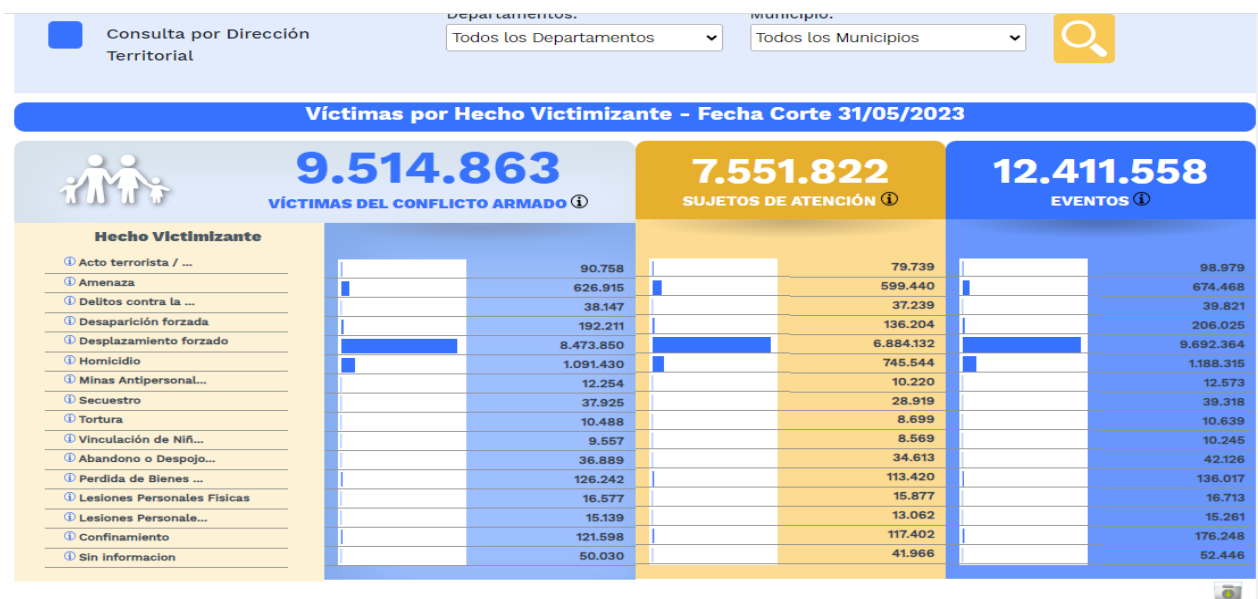 Departamentos:
Municipio:
Consulta por Dirección
Territorial
Todos los Departamentos
Todos los Municipios
Víctimas por Hecho Victimizante - Fecha Corte 31/05/2023
9.514.863
VÍCTIMAS DEL CONFLICTO ARMADO
7.551.822
SUJETOS DE ATENCIÓN
12.411.558
EVENTOS
Hecho Victimizante
Acto terrorista / ... 90.758 79.739 98.979
Amenaza 626.915 599.440 674.468
Delitos contra la ... 38.147 37.239 39.821
Desaparición forzada 192.211 136.204 206.025
Desplazamiento forzado 8.473.850 6.884.132 9.692.364
Homicidio 1.091.430 745.544 1.188.315
Minas Antipersonal... 12.254 10.220 12.573
Secuestro 37.925 28.919 39.318
Tortura 10.488 8.699 10.639
Vinculación de Niñ... 9.557 8.569 10.245
Abandono o Despojo... 36.889 34.613 42.126
Perdida de Bienes ... 126.242 113.420 136.017
Lesiones Personales Fisicas 16.577 15.877 16.713
Lesiones Personale... 15.139 13.062 15.261
Confinamiento 121.598 117.402 176.248
Sin informacion 50.030 41.966 52.446